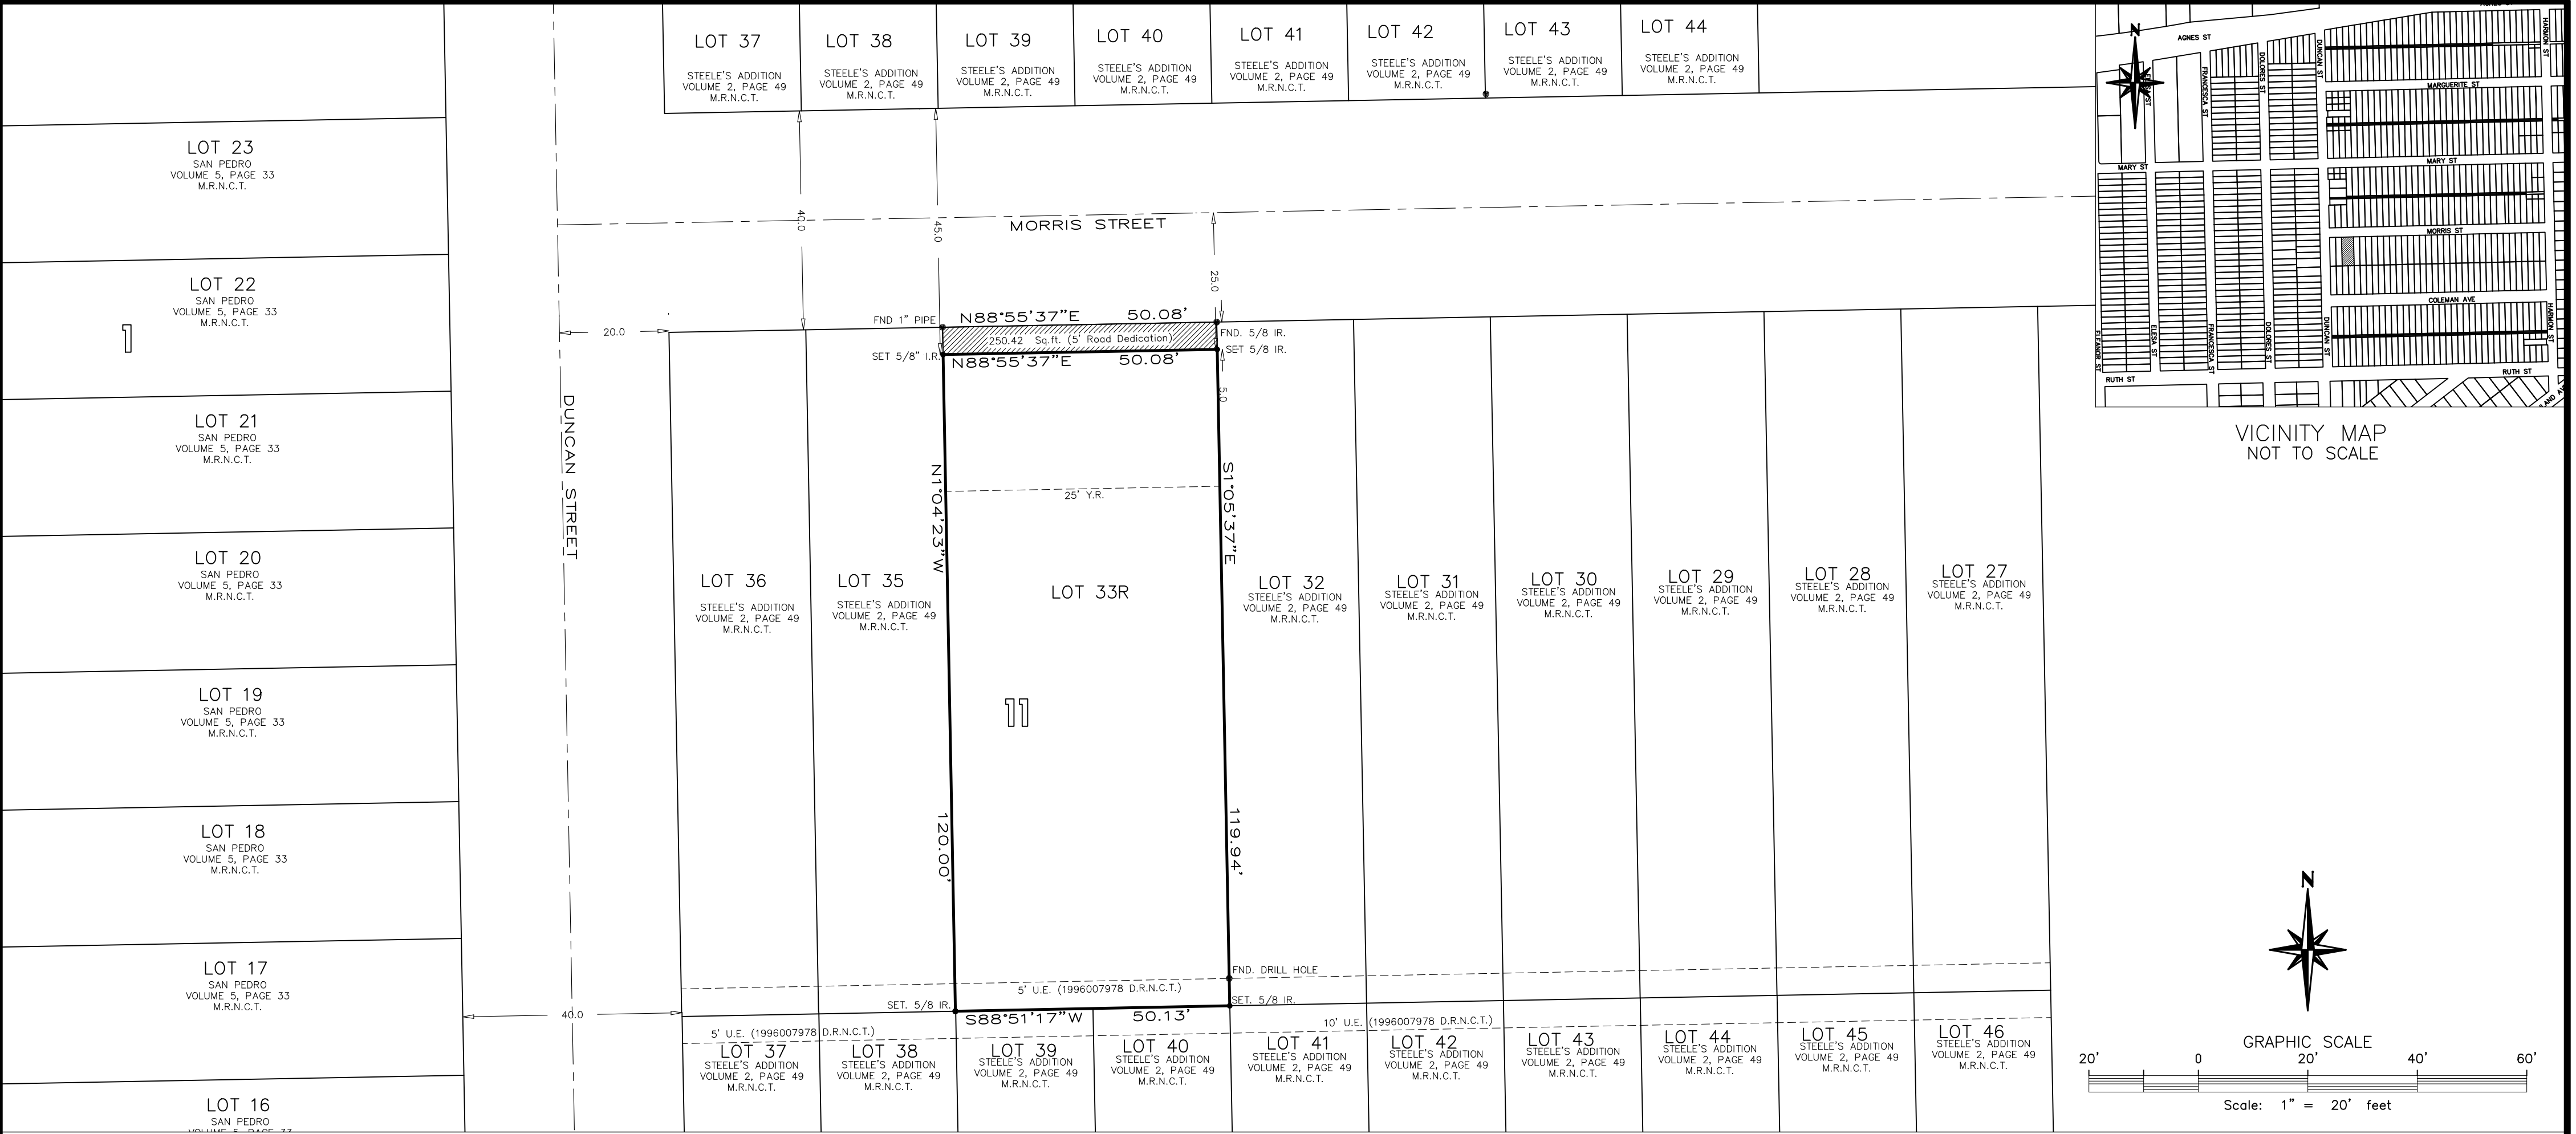 LOT 37
STEELE'S ADDITION
VOLUME 2, PAGE 49
M.R.N.C.T.
LOT 38
STEELE'S ADDITION
VOLUME 2, PAGE 49
M.R.N.C.T.
LOT 39
STEELE'S ADDITION
VOLUME 2, PAGE 49
M.R.N.C.T.
LOT 40
STEELE'S ADDITION
VOLUME 2, PAGE 49
M.R.N.C.T.
LOT 41
STEELE'S ADDITION
VOLUME 2, PAGE 49
M.R.N.C.T.
LOT 42
STEELE'S ADDITION
VOLUME 2, PAGE 49
M.R.N.C.T.
LOT 43
STEELE'S ADDITION
VOLUME 2, PAGE 49
M.R.N.C.T.
LOT 44
STEELE'S ADDITION
VOLUME 2, PAGE 49
M.R.N.C.T.
LOT 23
SAN PEDRO
VOLUME 5, PAGE 33
M.R.N.C.T.
LOT 22
SAN PEDRO
VOLUME 5, PAGE 33
M.R.N.C.T.
1
LOT 21
SAN PEDRO
VOLUME 5, PAGE 33
M.R.N.C.T.
LOT 20
SAN PEDRO
VOLUME 5, PAGE 33
M.R.N.C.T.
LOT 19
SAN PEDRO
VOLUME 5, PAGE 33
M.R.N.C.T.
LOT 18
SAN PEDRO
VOLUME 5, PAGE 33
M.R.N.C.T.
LOT 17
SAN PEDRO
VOLUME 5, PAGE 33
M.R.N.C.T.
LOT 16
SAN PEDRO
VOLUME 5, PAGE 33
DUNCAN STREET
20.0
40.0
40.0
45.0
MORRIS STREET
25.0
FND 1" PIPE
N88°55'37"E 50.08'
FND. 5/8 IR.
250.42 Sq.ft. (5' Road Dedication)
SET 5/8" I.R.
SET 5/8 IR.
N88°55'37"E 50.08'
5.0
25' Y.R.
N1°04'23"W
120.00'
S1°05'37"E
119.94'
LOT 36
STEELE'S ADDITION
VOLUME 2, PAGE 49
M.R.N.C.T.
LOT 35
STEELE'S ADDITION
VOLUME 2, PAGE 49
M.R.N.C.T.
LOT 33R
11
LOT 32
STEELE'S ADDITION
VOLUME 2, PAGE 49
M.R.N.C.T.
LOT 31
STEELE'S ADDITION
VOLUME 2, PAGE 49
M.R.N.C.T.
LOT 30
STEELE'S ADDITION
VOLUME 2, PAGE 49
M.R.N.C.T.
LOT 29
STEELE'S ADDITION
VOLUME 2, PAGE 49
M.R.N.C.T.
LOT 28
STEELE'S ADDITION
VOLUME 2, PAGE 49
M.R.N.C.T.
LOT 27
STEELE'S ADDITION
VOLUME 2, PAGE 49
M.R.N.C.T.
FND. DRILL HOLE
5' U.E. (1996007978 D.R.N.C.T.)
SET. 5/8 IR.
SET. 5/8 IR.
S88°51'17"W 50.13'
5' U.E. (1996007978 D.R.N.C.T.)
10' U.E. (1996007978 D.R.N.C.T.)
LOT 37
STEELE'S ADDITION
VOLUME 2, PAGE 49
M.R.N.C.T.
LOT 38
STEELE'S ADDITION
VOLUME 2, PAGE 49
M.R.N.C.T.
LOT 39
STEELE'S ADDITION
VOLUME 2, PAGE 49
M.R.N.C.T.
LOT 40
STEELE'S ADDITION
VOLUME 2, PAGE 49
M.R.N.C.T.
LOT 41
STEELE'S ADDITION
VOLUME 2, PAGE 49
M.R.N.C.T.
LOT 42
STEELE'S ADDITION
VOLUME 2, PAGE 49
M.R.N.C.T.
LOT 43
STEELE'S ADDITION
VOLUME 2, PAGE 49
M.R.N.C.T.
LOT 44
STEELE'S ADDITION
VOLUME 2, PAGE 49
M.R.N.C.T.
LOT 45
STEELE'S ADDITION
VOLUME 2, PAGE 49
M.R.N.C.T.
LOT 46
STEELE'S ADDITION
VOLUME 2, PAGE 49
M.R.N.C.T.
N
AGNES ST
FRANCESCA ST
DOLORES ST
DUNCAN ST
HARMON ST
MARGUERITE ST
MARY ST
MARY ST
MORRIS ST
COLEMAN AVE
ELEANOR ST
ELESA ST
FRANCESCA ST
DOLORES ST
DUNCAN ST
HARMON ST
RUTH ST
RUTH ST
VICINITY MAP
NOT TO SCALE
N
GRAPHIC SCALE
20' 0 20' 40' 60'
Scale: 1" = 20' feet